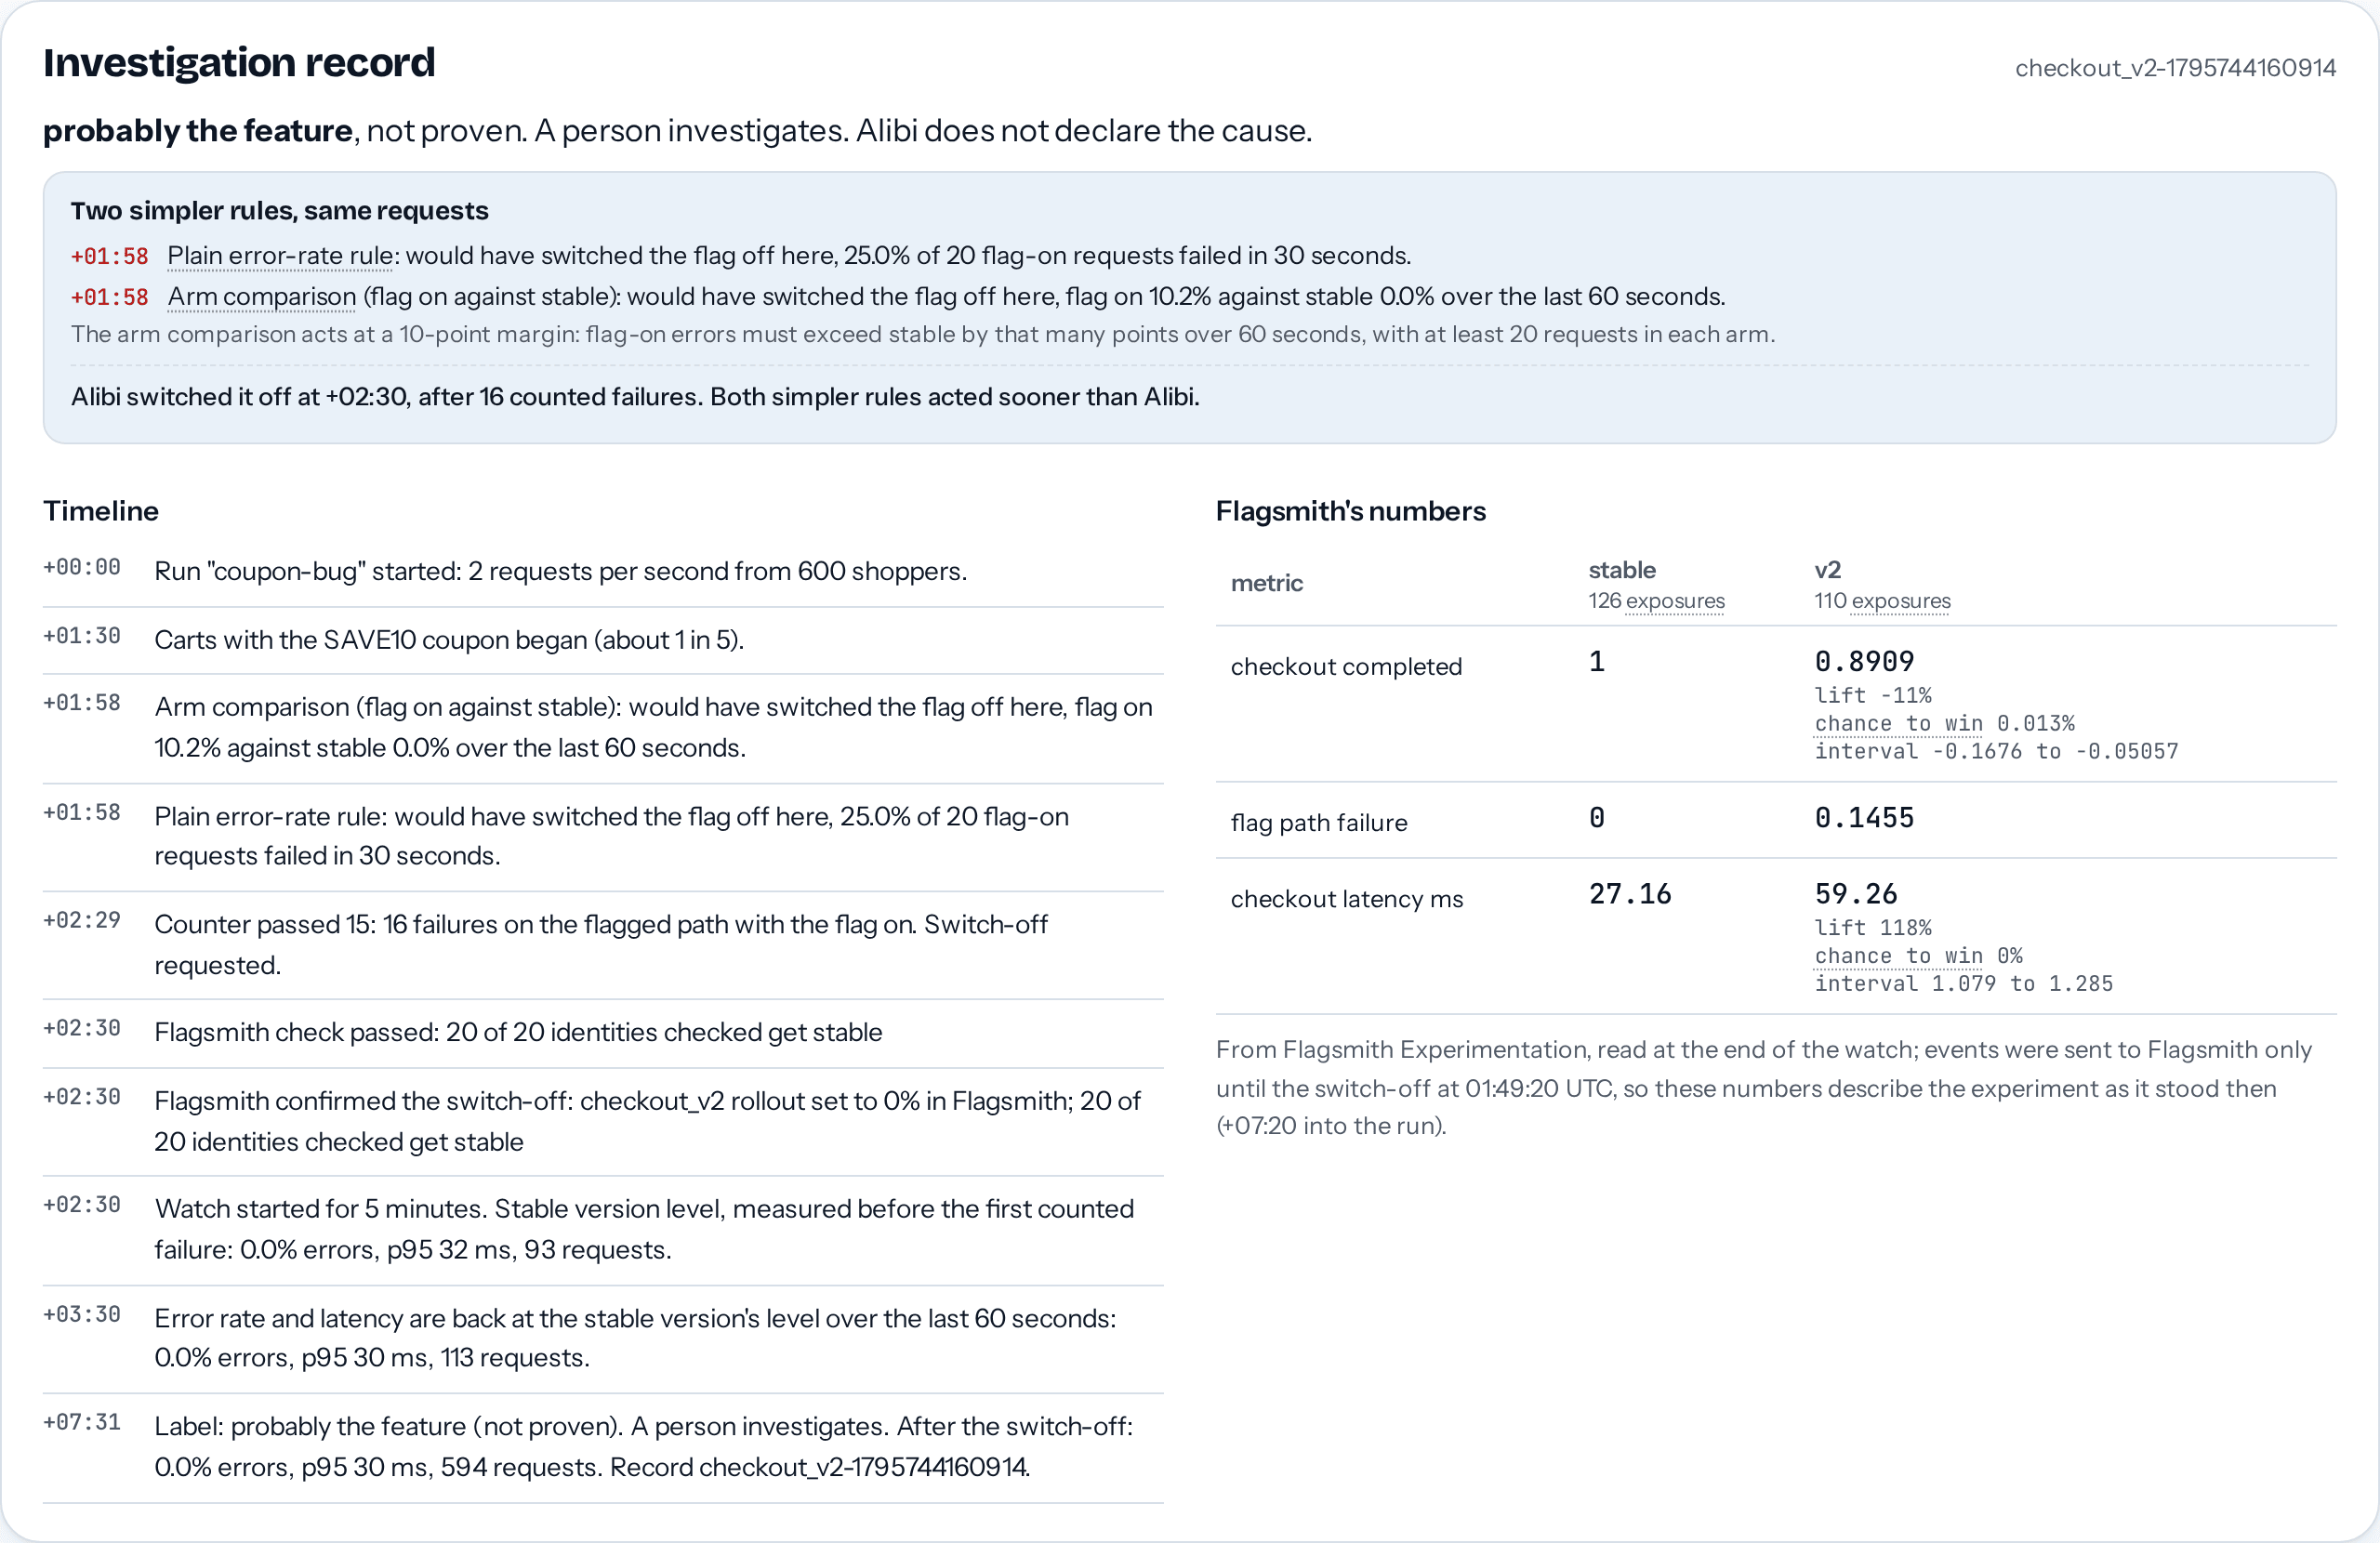 Investigation record
checkout_v2-1795744160914
probably the feature, not proven. A person investigates. Alibi does not declare the cause.
Two simpler rules, same requests
+01:58 Plain error-rate rule: would have switched the flag off here, 25.0% of 20 flag-on requests failed in 30 seconds.
+01:58 Arm comparison (flag on against stable): would have switched the flag off here, flag on 10.2% against stable 0.0% over the last 60 seconds.
The arm comparison acts at a 10-point margin: flag-on errors must exceed stable by that many points over 60 seconds, with at least 20 requests in each arm.
Alibi switched it off at +02:30, after 16 counted failures. Both simpler rules acted sooner than Alibi.
Timeline
+00:00 Run "coupon-bug" started: 2 requests per second from 600 shoppers.
+01:30 Carts with the SAVE10 coupon began (about 1 in 5).
+01:58 Arm comparison (flag on against stable): would have switched the flag off here, flag on
10.2% against stable 0.0% over the last 60 seconds.
+01:58 Plain error-rate rule: would have switched the flag off here, 25.0% of 20 flag-on
requests failed in 30 seconds.
+02:29 Counter passed 15: 16 failures on the flagged path with the flag on. Switch-off
requested.
+02:30 Flagsmith check passed: 20 of 20 identities checked get stable
+02:30 Flagsmith confirmed the switch-off: checkout_v2 rollout set to 0% in Flagsmith; 20 of
20 identities checked get stable
+02:30 Watch started for 5 minutes. Stable version level, measured before the first counted
failure: 0.0% errors, p95 32 ms, 93 requests.
+03:30 Error rate and latency are back at the stable version's level over the last 60 seconds:
0.0% errors, p95 30 ms, 113 requests.
+07:31 Label: probably the feature (not proven). A person investigates. After the switch-off:
0.0% errors, p95 30 ms, 594 requests. Record checkout_v2-1795744160914.
Flagsmith's numbers
metric stable v2
126 exposures 110 exposures
checkout completed 1 0.8909
lift -11%
chance to win 0.013%
interval -0.1676 to -0.05057
flag path failure 0 0.1455
checkout latency ms 27.16 59.26
lift 118%
chance to win 0%
interval 1.079 to 1.285
From Flagsmith Experimentation, read at the end of the watch; events were sent to Flagsmith only
until the switch-off at 01:49:20 UTC, so these numbers describe the experiment as it stood then
(+07:20 into the run).